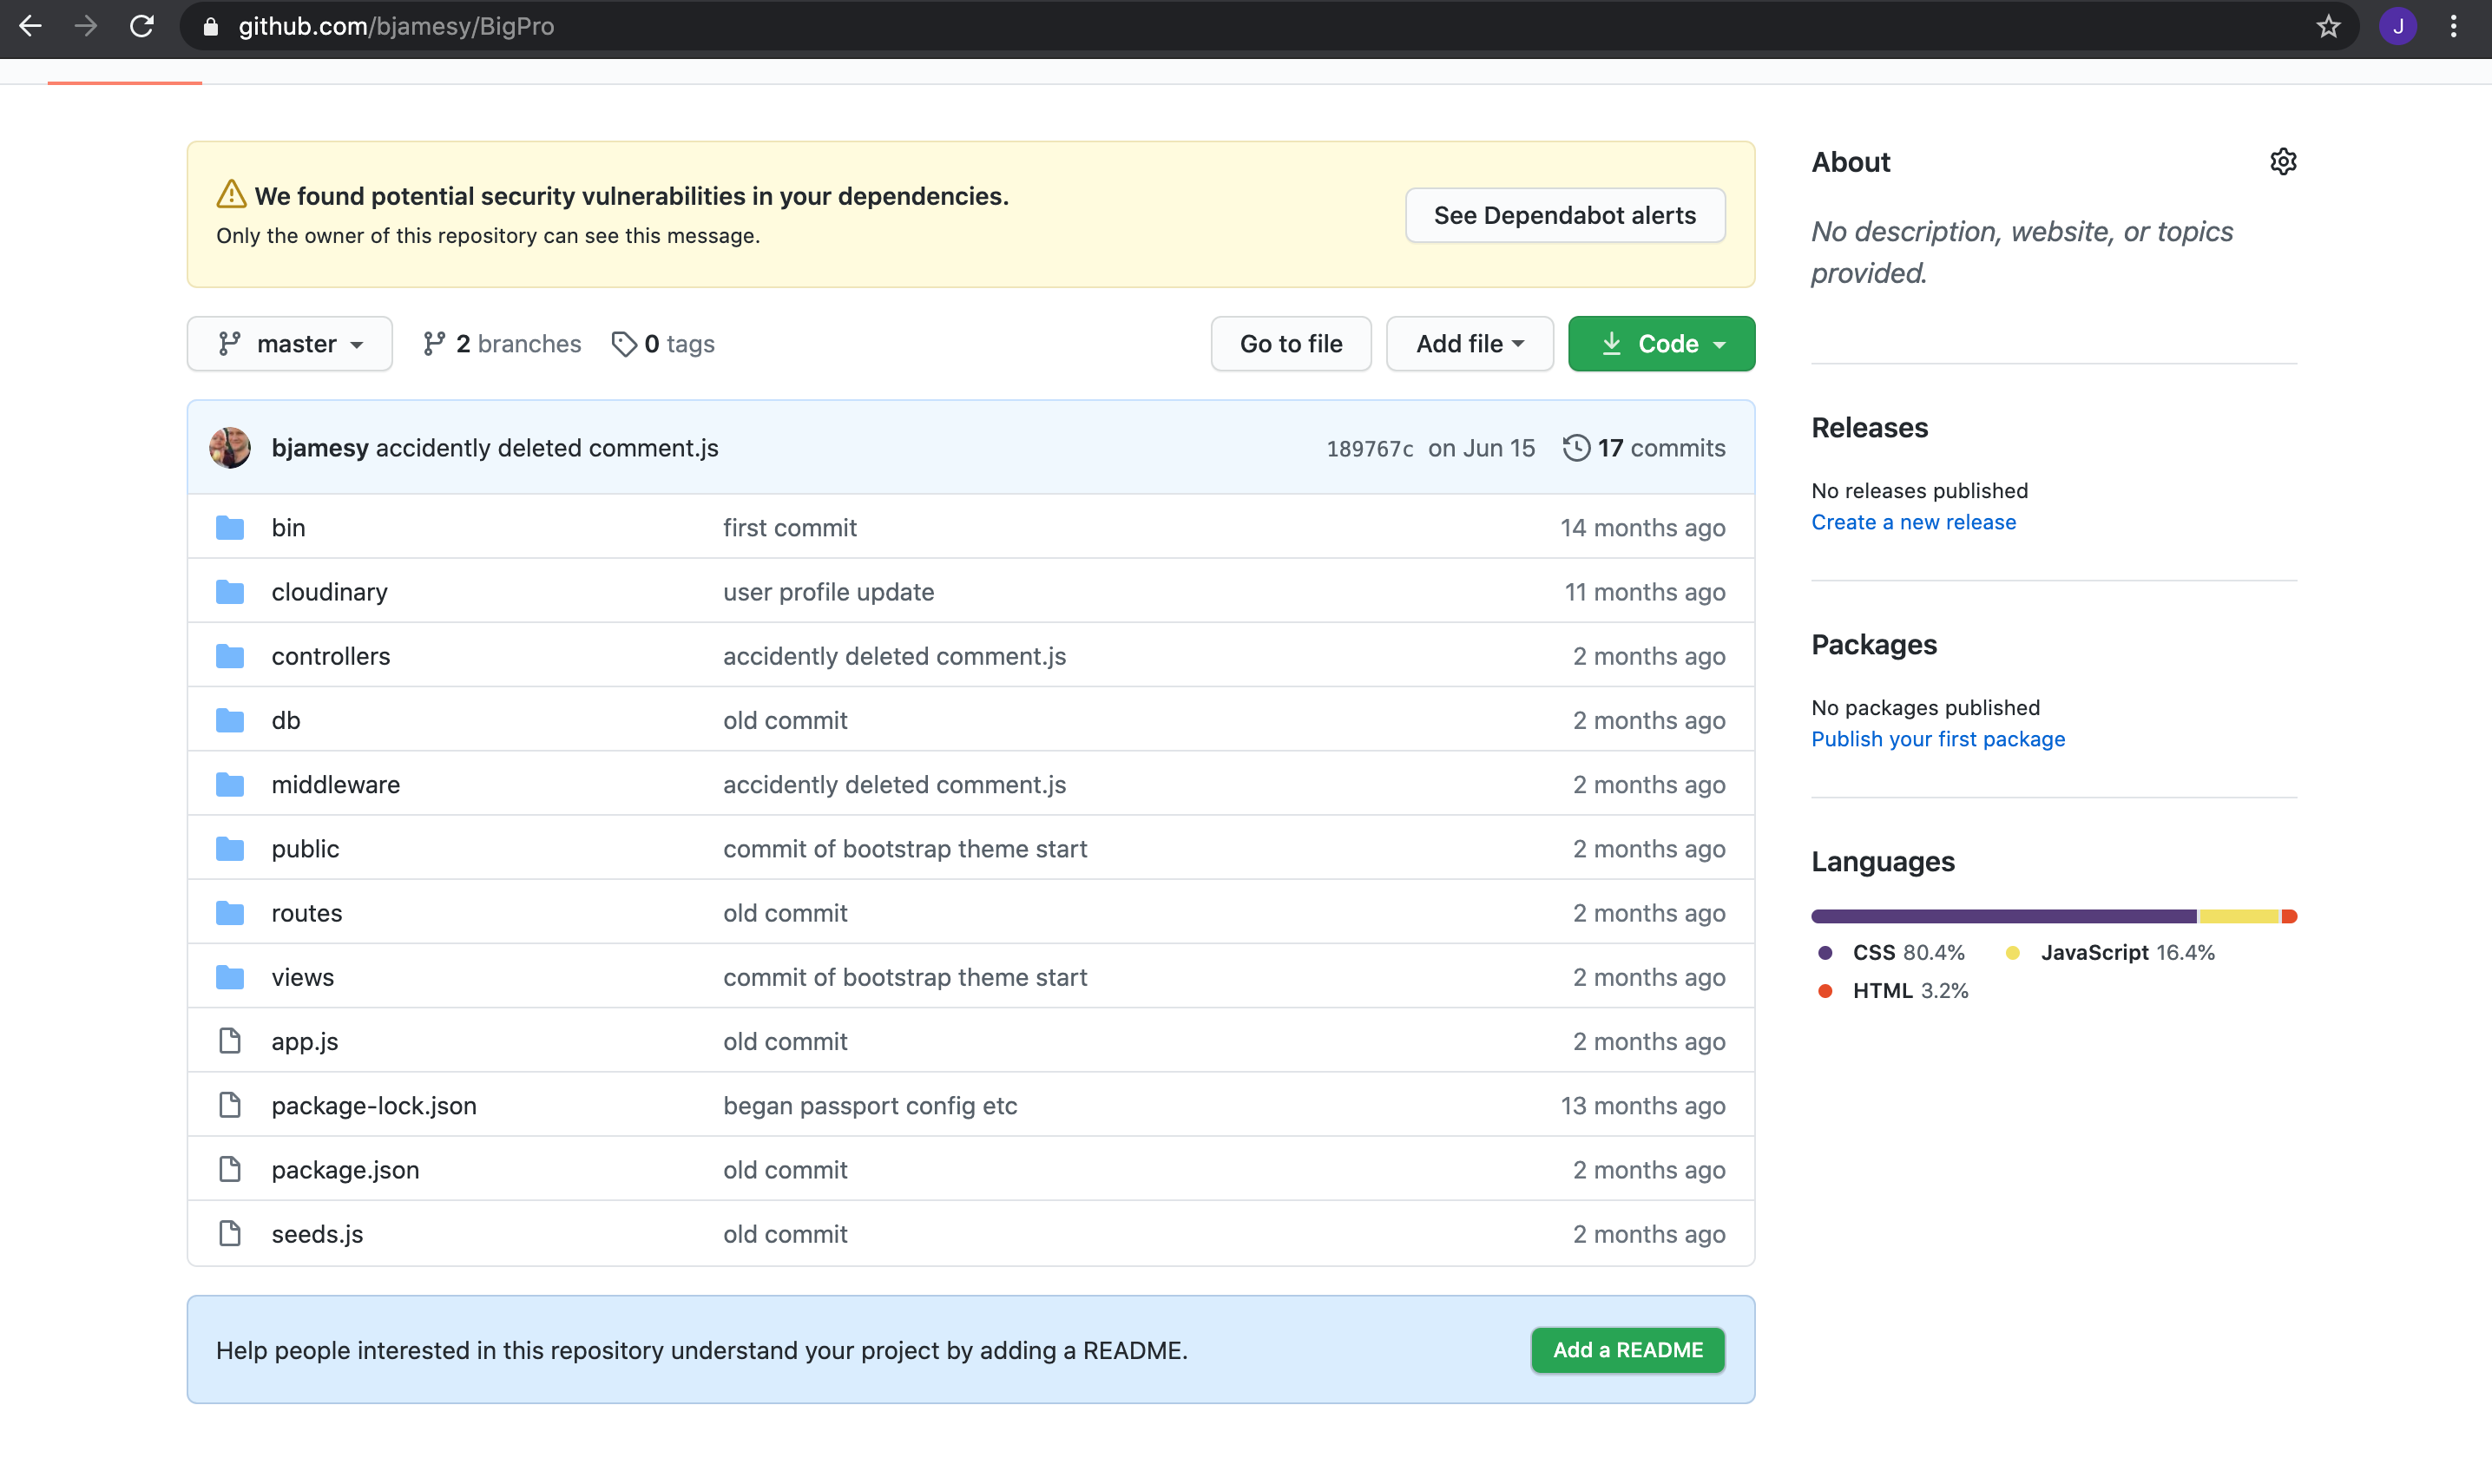 github.com/bjamesy/BigPro
J
We found potential security vulnerabilities in your dependencies.
Only the owner of this repository can see this message.
See Dependabot alerts
master
2 branches
0 tags
Go to file
Add file
Code
bjamesy accidently deleted comment.js
189767c on Jun 15
17 commits
bin first commit 14 months ago
cloudinary user profile update 11 months ago
controllers accidently deleted comment.js 2 months ago
db old commit 2 months ago
middleware accidently deleted comment.js 2 months ago
public commit of bootstrap theme start 2 months ago
routes old commit 2 months ago
views commit of bootstrap theme start 2 months ago
app.js old commit 2 months ago
package-lock.json began passport config etc 13 months ago
package.json old commit 2 months ago
seeds.js old commit 2 months ago
Help people interested in this repository understand your project by adding a README.
Add a README
About
No description, website, or topics
provided.
Releases
No releases published
Create a new release
Packages
No packages published
Publish your first package
Languages
CSS 80.4% JavaScript 16.4%
HTML 3.2%